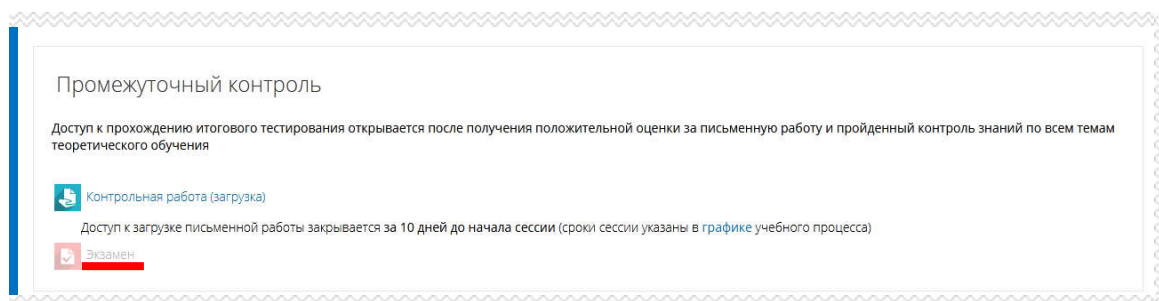 Промежуточный контроль
Доступ к прохождению итогового тестирования открывается после получения положительной оценки за письменную работу и пройденный контроль знаний по всем темам
теоретического обучения
Контрольная работа (загрузка)
Доступ к загрузке письменной работы закрывается за 10 дней до начала сессии (сроки сессии указаны в графике учебного процесса)
Экзамен